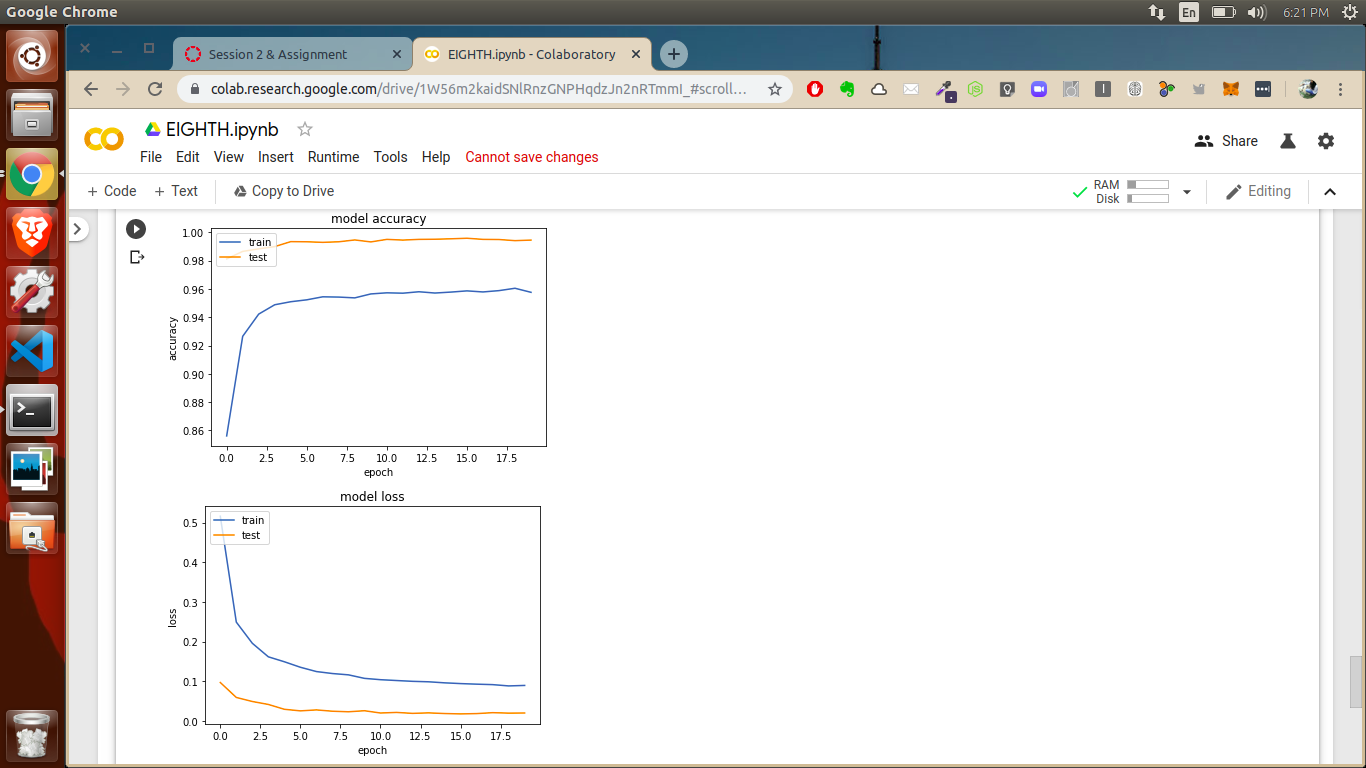 Google Chrome
En
6:21 PM
Session 2 & Assignment
EIGHTH.ipynb - Colaboratory
colab.research.google.com/drive/1W56m2kaidSNlRnzGNPHqdzJn2nRTmmI_#scroll...
EIGHTH.ipynb
File Edit View Insert Runtime Tools Help Cannot save changes
Share
+ Code + Text Copy to Drive
RAM
Disk
Editing
model accuracy
train
test
1.00
0.98
0.96
0.94
0.92
0.90
0.88
0.86
accuracy
0.0 2.5 5.0 7.5 10.0 12.5 15.0 17.5
epoch
model loss
train
test
0.5
0.4
0.3
0.2
0.1
0.0
loss
0.0 2.5 5.0 7.5 10.0 12.5 15.0 17.5
epoch